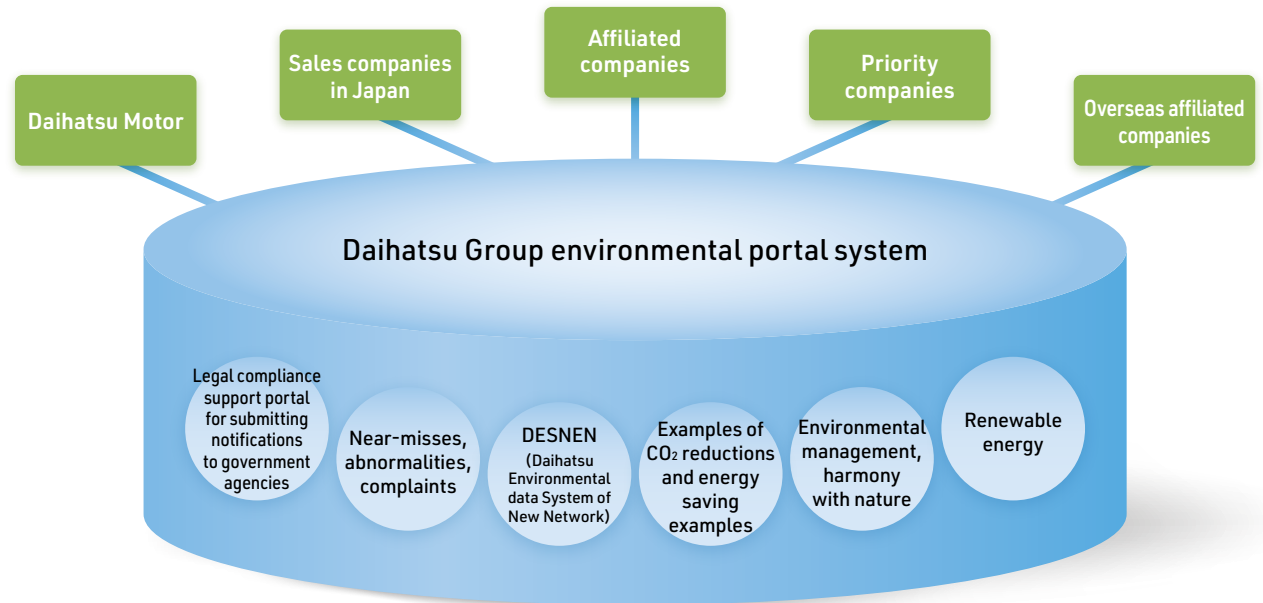 Daihatsu Motor
Sales companies
in Japan
Affiliated
companies
Priority
companies
Overseas affiliated
companies
Daihatsu Group environmental portal system
Legal compliance
support portal
for submitting
notifications
to government
agencies
Near-misses,
abnormalities,
complaints
DESNEN
(Daihatsu
Environmental
data System of
New Network)
Examples of
CO₂ reductions
and energy
saving
examples
Environmental
management,
harmony
with nature
Renewable
energy